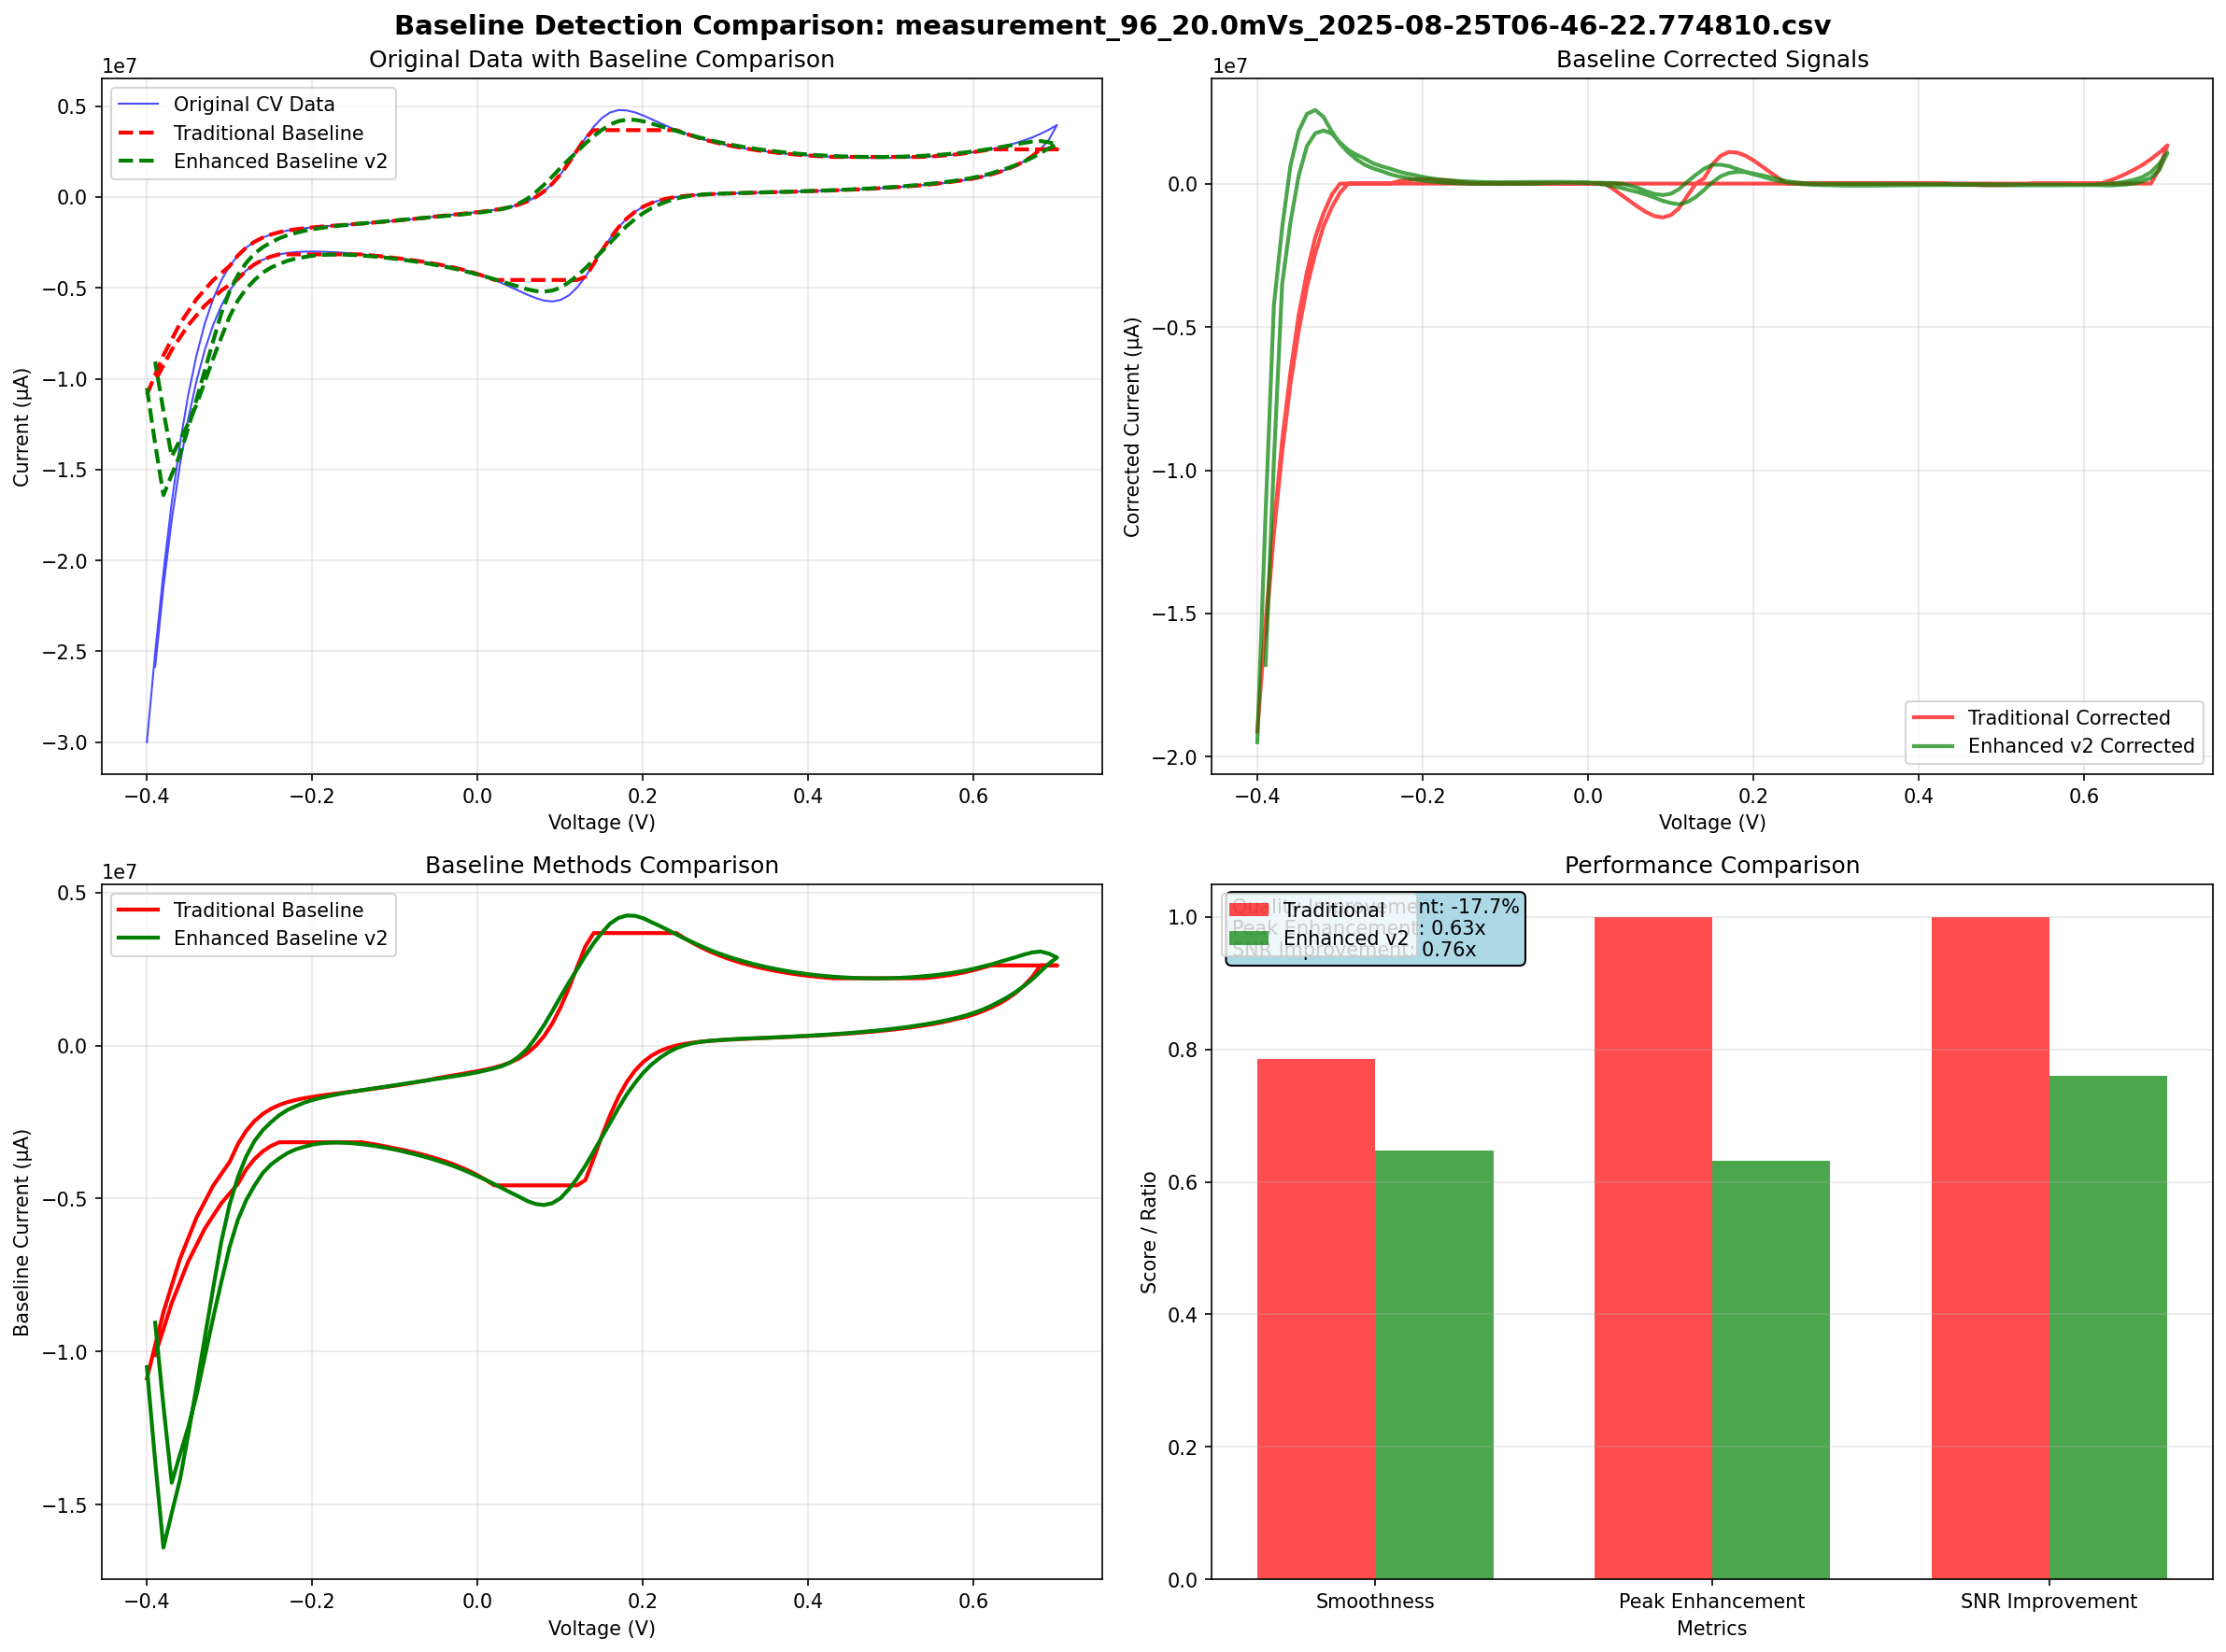 Baseline Detection Comparison: measurement_96_20.0mVs_2025-08-25T06-46-22.774810.csv
Original Data with Baseline Comparison
1e7
Original CV Data
Traditional Baseline
Enhanced Baseline v2
0.5
0.0
−0.5
−1.0
−1.5
−2.0
−2.5
−3.0
Current (μA)
−0.4
−0.2
0.0
0.2
0.4
0.6
Voltage (V)
Baseline Corrected Signals
1e7
0.0
−0.5
−1.0
−1.5
−2.0
Corrected Current (μA)
Traditional Corrected
Enhanced v2 Corrected
−0.4
−0.2
0.0
0.2
0.4
0.6
Voltage (V)
Baseline Methods Comparison
1e7
Traditional Baseline
Enhanced Baseline v2
0.5
0.0
−0.5
−1.0
−1.5
Baseline Current (μA)
−0.4
−0.2
0.0
0.2
0.4
0.6
Voltage (V)
Performance Comparison
Quality Improvement: -17.7%
Peak Enhancement: 0.63x
SNR Improvement: 0.76x
Traditional
Enhanced v2
1.0
0.8
0.6
0.4
0.2
0.0
Score / Ratio
Smoothness
Peak Enhancement
SNR Improvement
Metrics